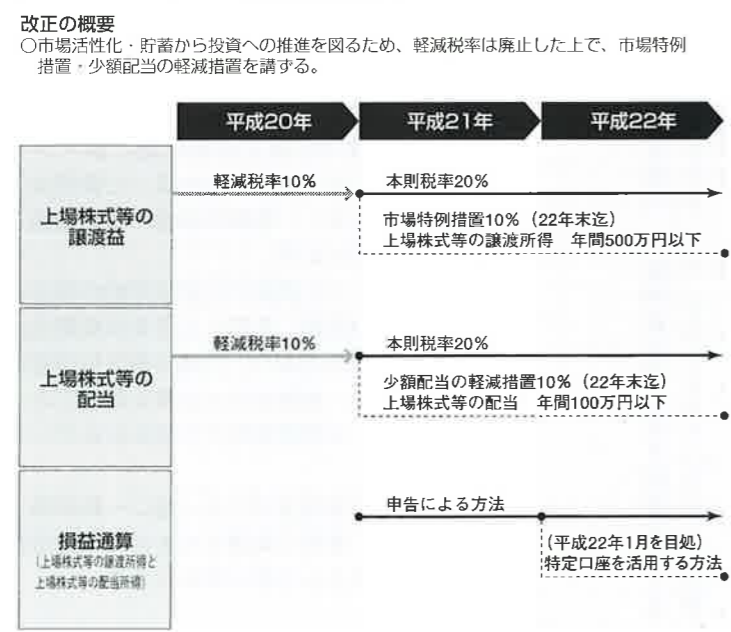 改正の概要
○市場活性化・貯蓄から投資への推進を図るため、軽減税率は廃止した上で、市場特例
措置・少額配当の軽減措置を講ずる。
平成20年
平成21年
平成22年
上場株式等の
譲渡益
軽減税率10%
本則税率20%
市場特例措置10%(22年末迄)
上場株式等の譲渡所得 年間500万円以下
上場株式等の
配当
軽減税率10%
本則税率20%
少額配当の軽減措置10%(22年末迄)
上場株式等の配当 年間100万円以下
損益通算
(上場株式等の譲渡所得と
上場株式等の配当所得)
申告による方法
(平成22年1月を目処)
特定口座を活用する方法